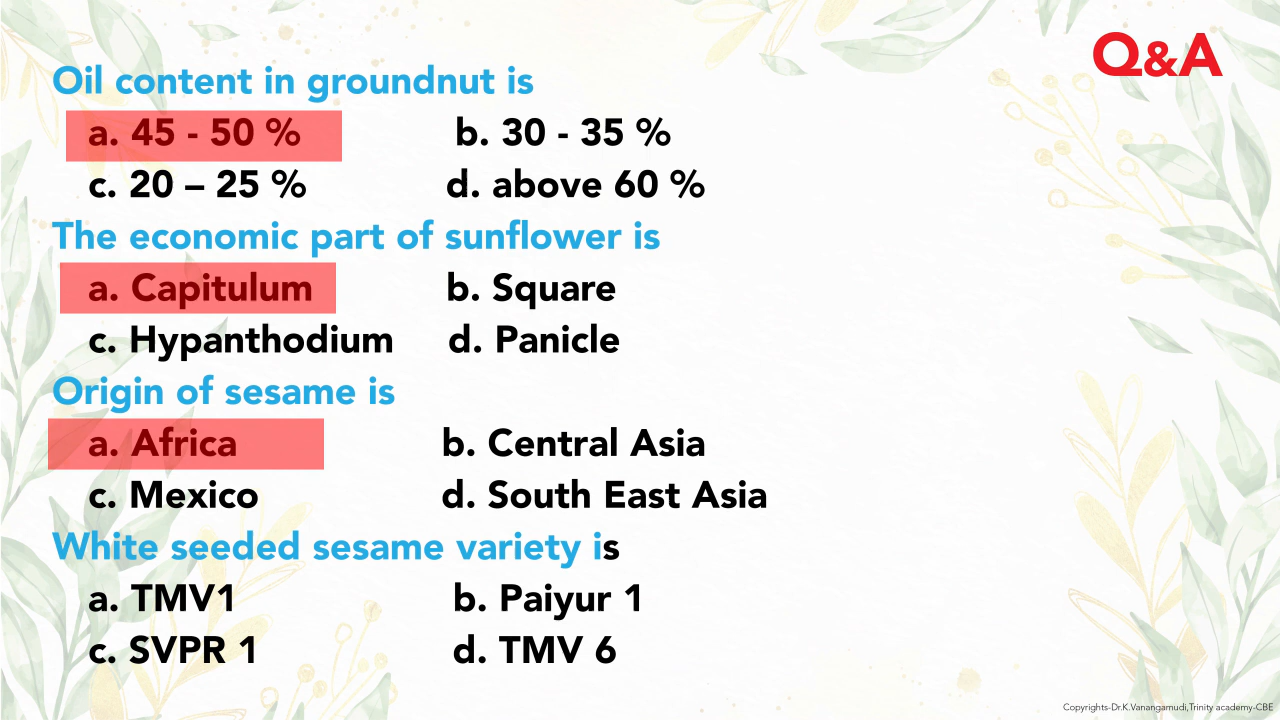 Q&A
Oil content in groundnut is
a. 45 - 50 % b. 30 - 35 %
c. 20 – 25 % d. above 60 %
The economic part of sunflower is
a. Capitulum b. Square
c. Hypanthodium d. Panicle
Origin of sesame is
a. Africa b. Central Asia
c. Mexico d. South East Asia
White seeded sesame variety is
a. TMV1 b. Paiyur 1
c. SVPR 1 d. TMV 6
Copyrights-Dr.K.Vanangamudi,Trinity academy-CBE